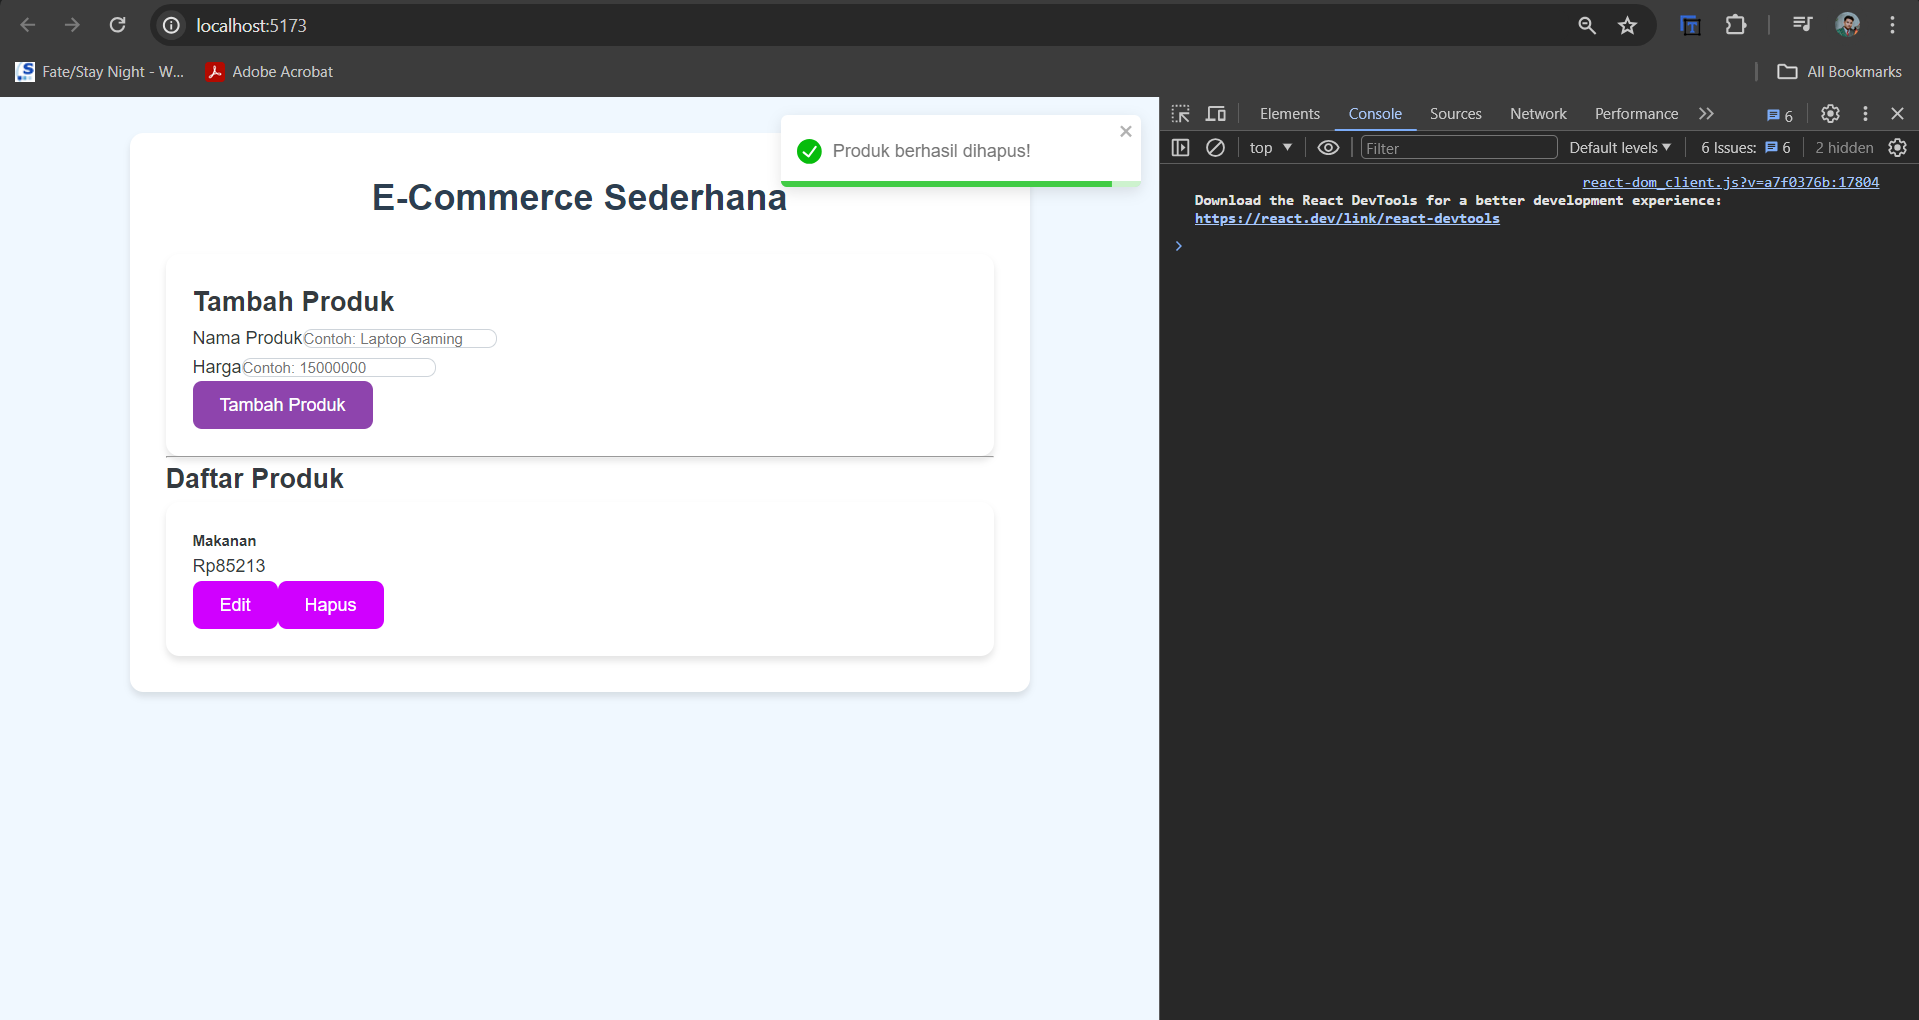 localhost:5173
Fate/Stay Night - W...
Adobe Acrobat
All Bookmarks
Produk berhasil dihapus!
E-Commerce Sederhana
Tambah Produk
Nama Produk Contoh: Laptop Gaming
Harga Contoh: 15000000
Tambah Produk
Daftar Produk
Makanan
Rp85213
Edit Hapus
Elements Console Sources Network Performance 6
top Filter Default levels 6 Issues: 6 2 hidden
react-dom_client.js?v=a7f0376b:17804
Download the React DevTools for a better development experience:
https://react.dev/link/react-devtools